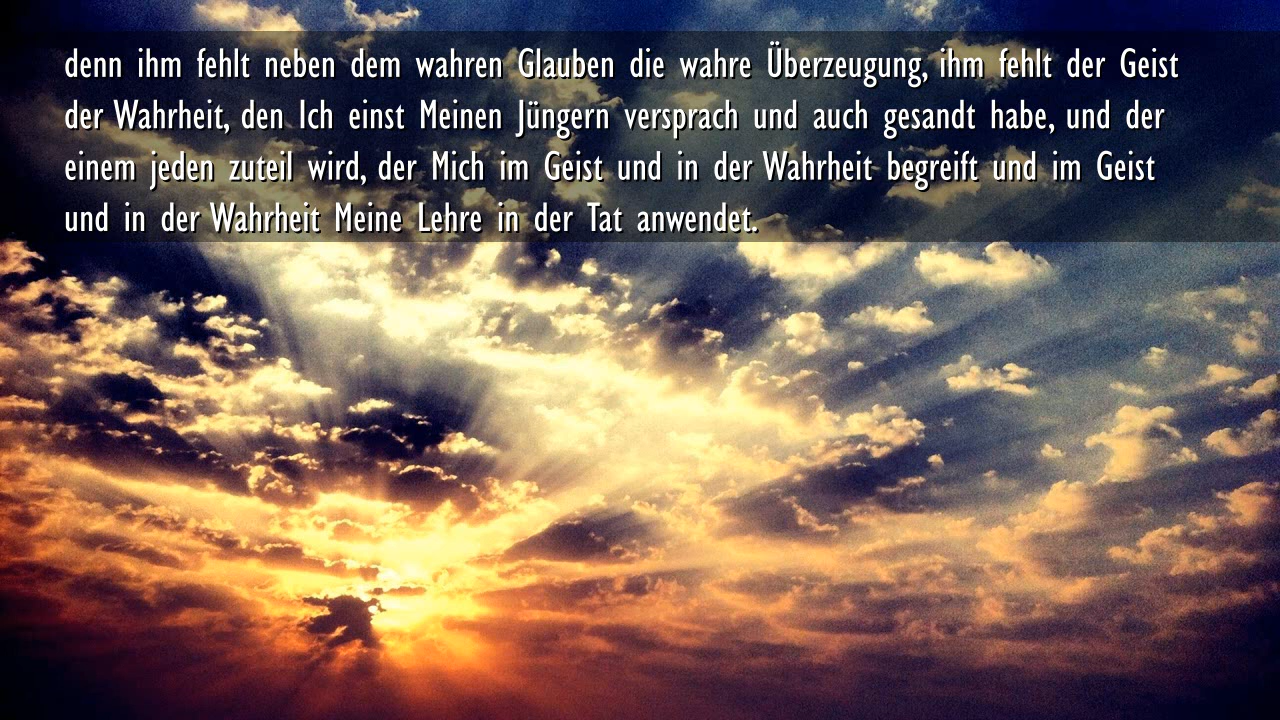 denn ihm fehlt neben dem wahren Glauben die wahre Überzeugung, ihm fehlt der Geist
der Wahrheit, den Ich einst Meinen Jüngern versprach und auch gesandt habe, und der
einem jeden zuteil wird, der Mich im Geist und in der Wahrheit begreift und im Geist
und in der Wahrheit Meine Lehre in der Tat anwendet.